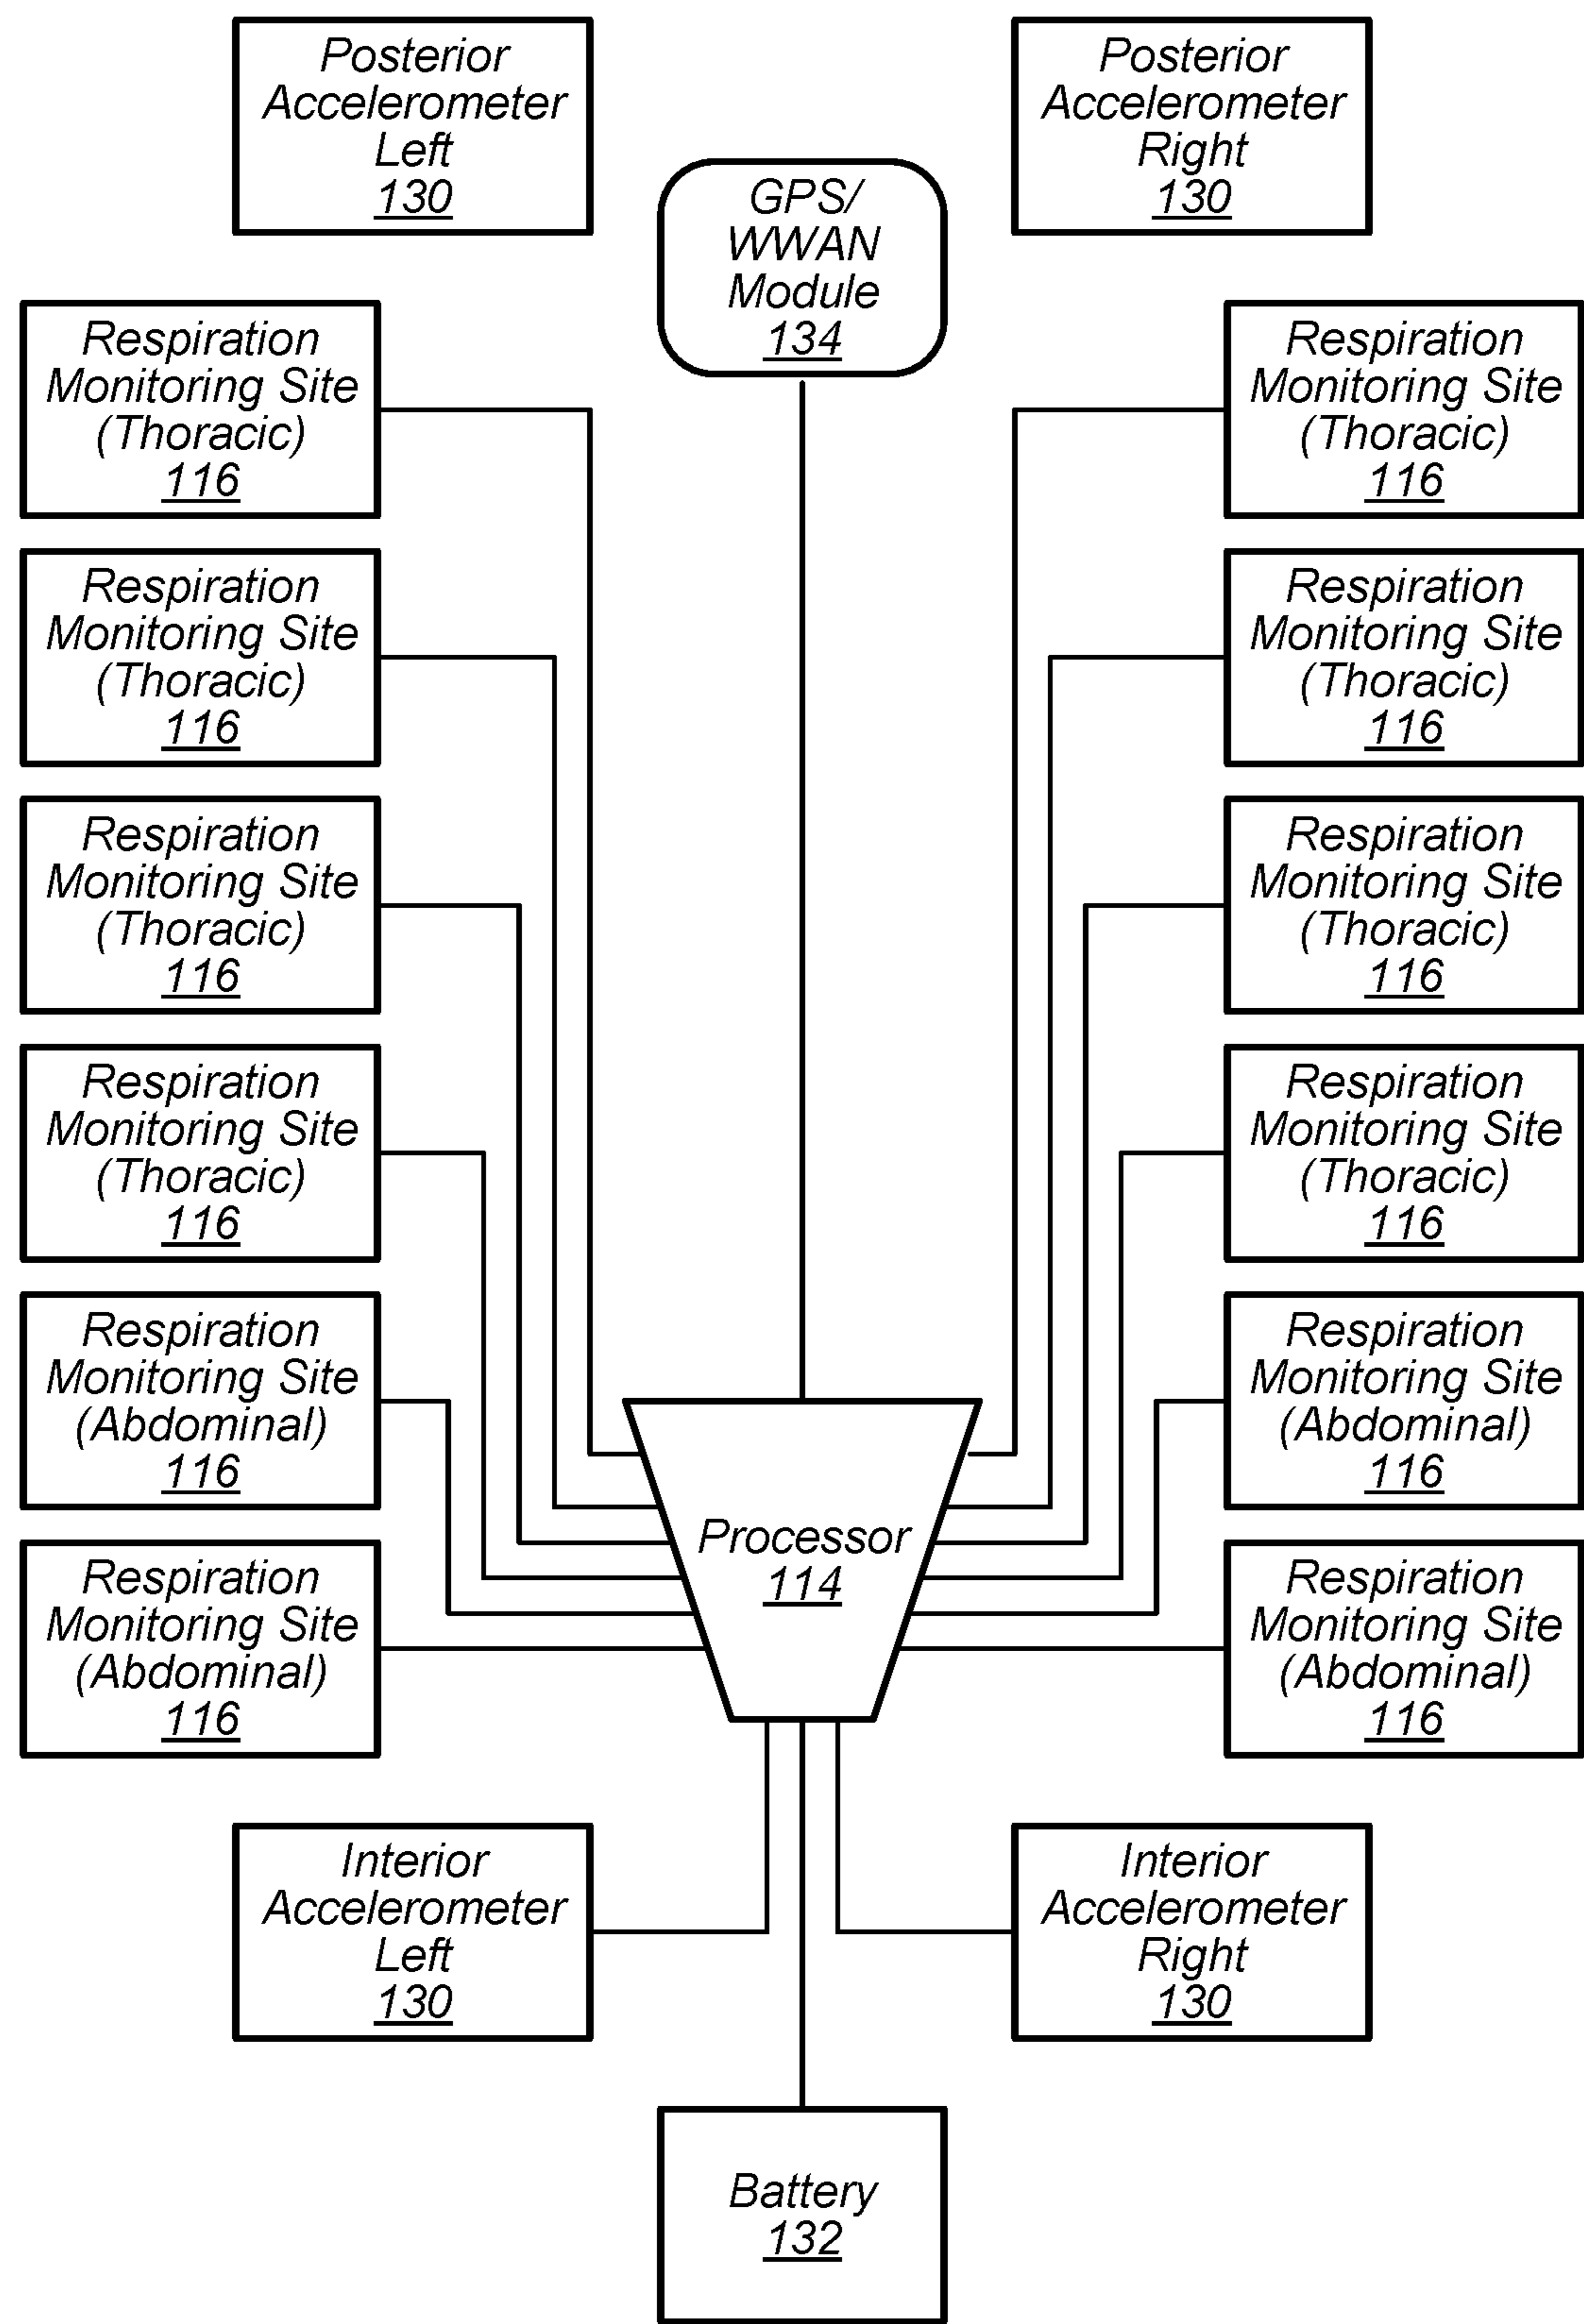 Posterior
Accelerometer
Left
130
Posterior
Accelerometer
Right
130
GPS/
WWAN
Module
134
Respiration
Monitoring Site
(Thoracic)
116
Respiration
Monitoring Site
(Thoracic)
116
Respiration
Monitoring Site
(Thoracic)
116
Respiration
Monitoring Site
(Thoracic)
116
Respiration
Monitoring Site
(Thoracic)
116
Respiration
Monitoring Site
(Thoracic)
116
Respiration
Monitoring Site
(Thoracic)
116
Respiration
Monitoring Site
(Thoracic)
116
Respiration
Monitoring Site
(Abdominal)
116
Respiration
Monitoring Site
(Abdominal)
116
Processor
114
Respiration
Monitoring Site
(Abdominal)
116
Respiration
Monitoring Site
(Abdominal)
116
Interior
Accelerometer
Left
130
Interior
Accelerometer
Right
130
Battery
132